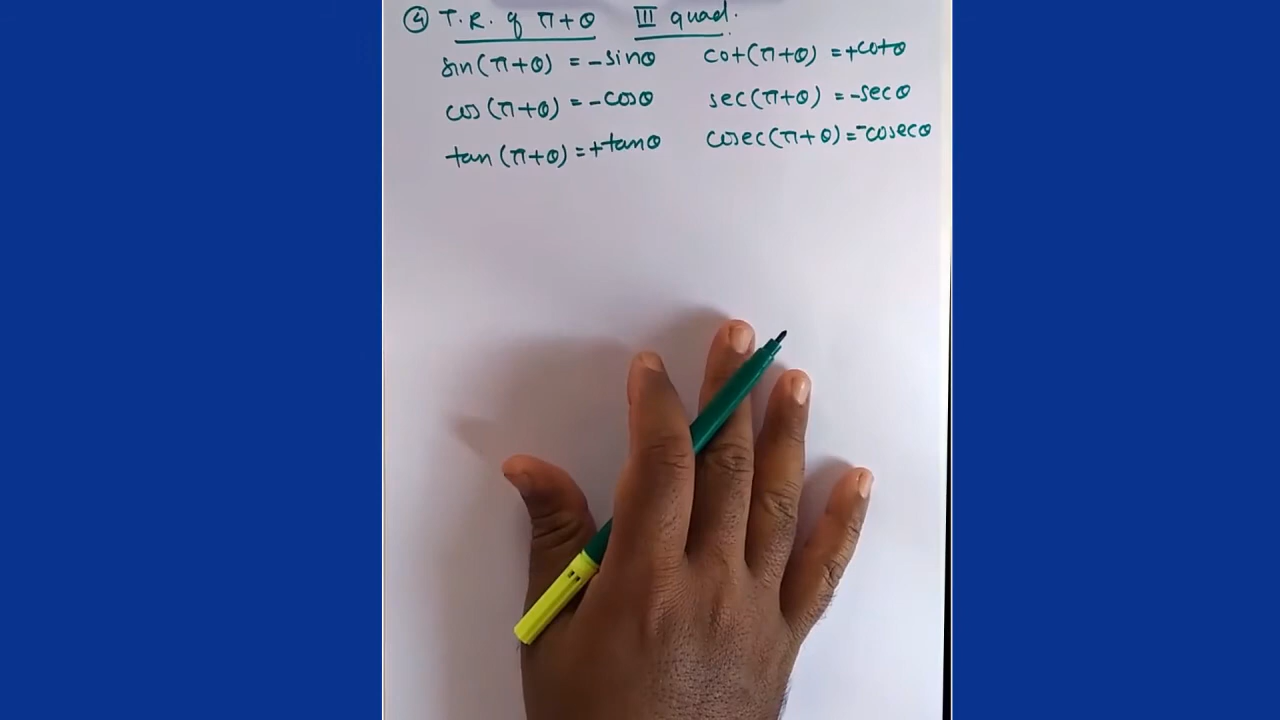 ④ T.R. of π+θ III quad.
sin(π+θ) = -sinθ cot(π+θ) = +cotθ
cos(π+θ) = -cosθ sec(π+θ) = -secθ
tan(π+θ) = +tanθ cosec(π+θ) = -cosecθ